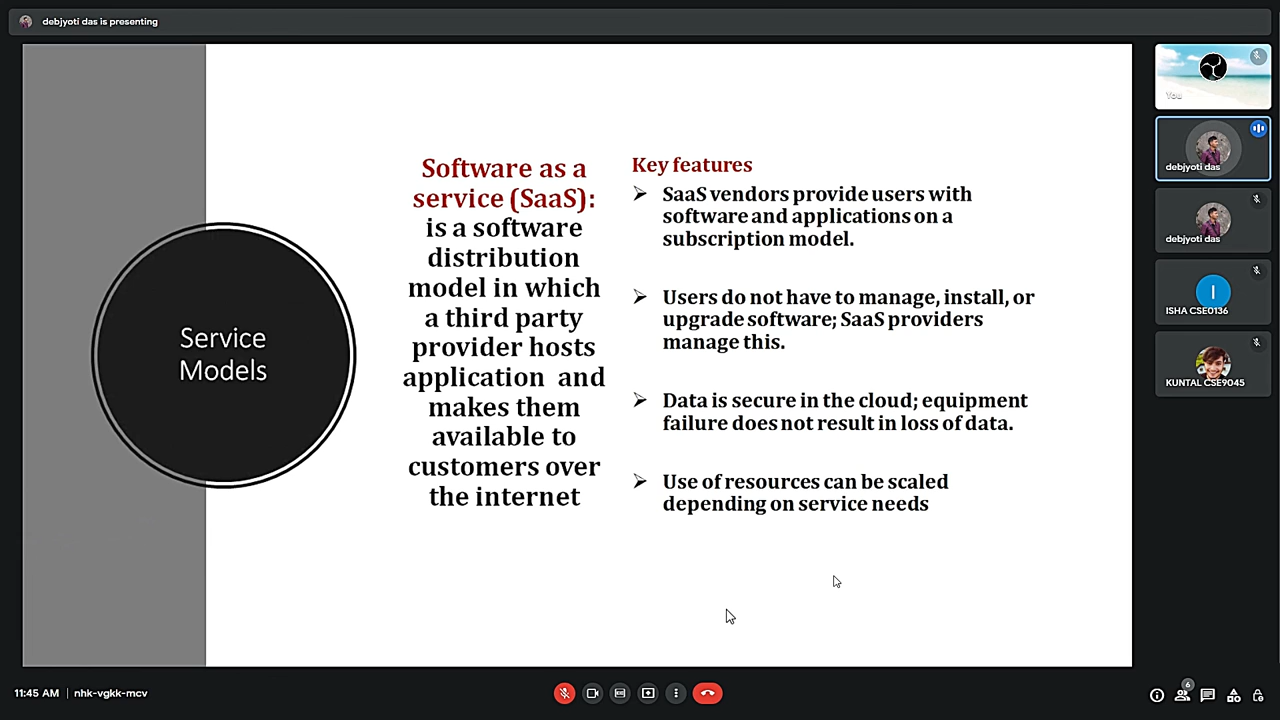 debjyoti das is presenting
Service
Models
Software as a
service (SaaS):
is a software
distribution
model in which
a third party
provider hosts
application and
makes them
available to
customers over
the internet
Key features
SaaS vendors provide users with
software and applications on a
subscription model.
Users do not have to manage, install, or
upgrade software; SaaS providers
manage this.
Data is secure in the cloud; equipment
failure does not result in loss of data.
Use of resources can be scaled
depending on service needs
You
debjyoti das
debjyoti das
I
ISHA CSE0136
KUNTAL CSE9045
11:45 AM | nhk-vgkk-mcv
6